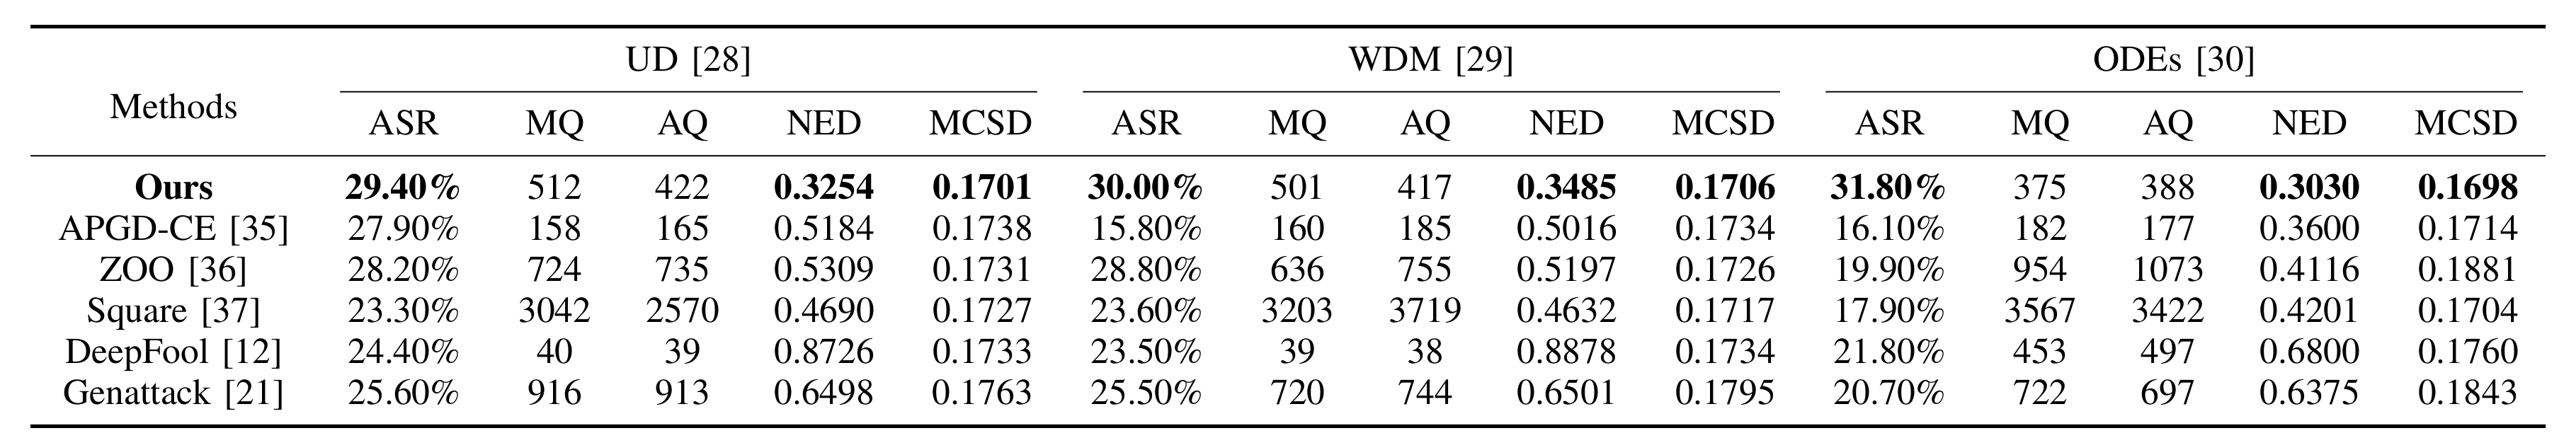 UD [28] WDM [29] ODEs [30]
Methods
ASR MQ AQ NED MCSD ASR MQ AQ NED MCSD ASR MQ AQ NED MCSD
Ours 29.40% 512 422 0.3254 0.1701 30.00% 501 417 0.3485 0.1706 31.80% 375 388 0.3030 0.1698
APGD-CE [35] 27.90% 158 165 0.5184 0.1738 15.80% 160 185 0.5016 0.1734 16.10% 182 177 0.3600 0.1714
ZOO [36] 28.20% 724 735 0.5309 0.1731 28.80% 636 755 0.5197 0.1726 19.90% 954 1073 0.4116 0.1881
Square [37] 23.30% 3042 2570 0.4690 0.1727 23.60% 3203 3719 0.4632 0.1717 17.90% 3567 3422 0.4201 0.1704
DeepFool [12] 24.40% 40 39 0.8726 0.1733 23.50% 39 38 0.8878 0.1734 21.80% 453 497 0.6800 0.1760
Genattack [21] 25.60% 916 913 0.6498 0.1763 25.50% 720 744 0.6501 0.1795 20.70% 722 697 0.6375 0.1843